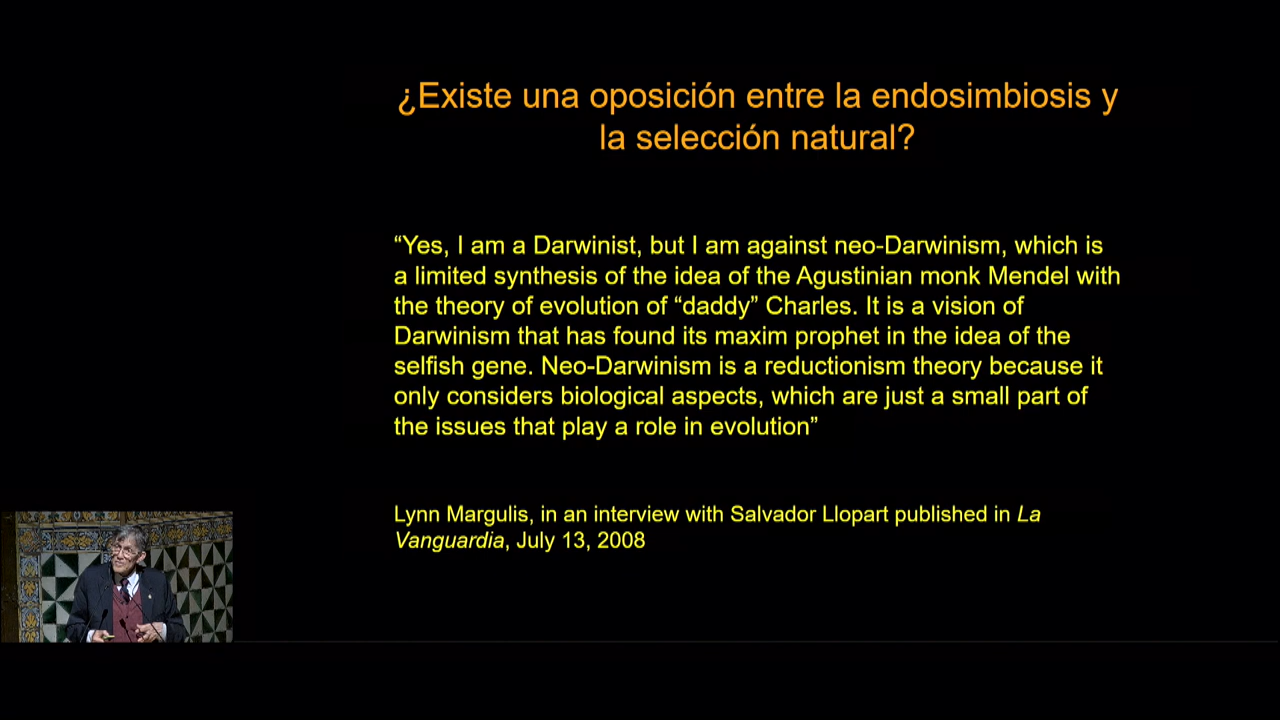 ¿Existe una oposición entre la endosimbiosis y
la selección natural?
“Yes, I am a Darwinist, but I am against neo-Darwinism, which is
a limited synthesis of the idea of the Agustinian monk Mendel with
the theory of evolution of “daddy” Charles. It is a vision of
Darwinism that has found its maxim prophet in the idea of the
selfish gene. Neo-Darwinism is a reductionism theory because it
only considers biological aspects, which are just a small part of
the issues that play a role in evolution”
Lynn Margulis, in an interview with Salvador Llopart published in La
Vanguardia, July 13, 2008